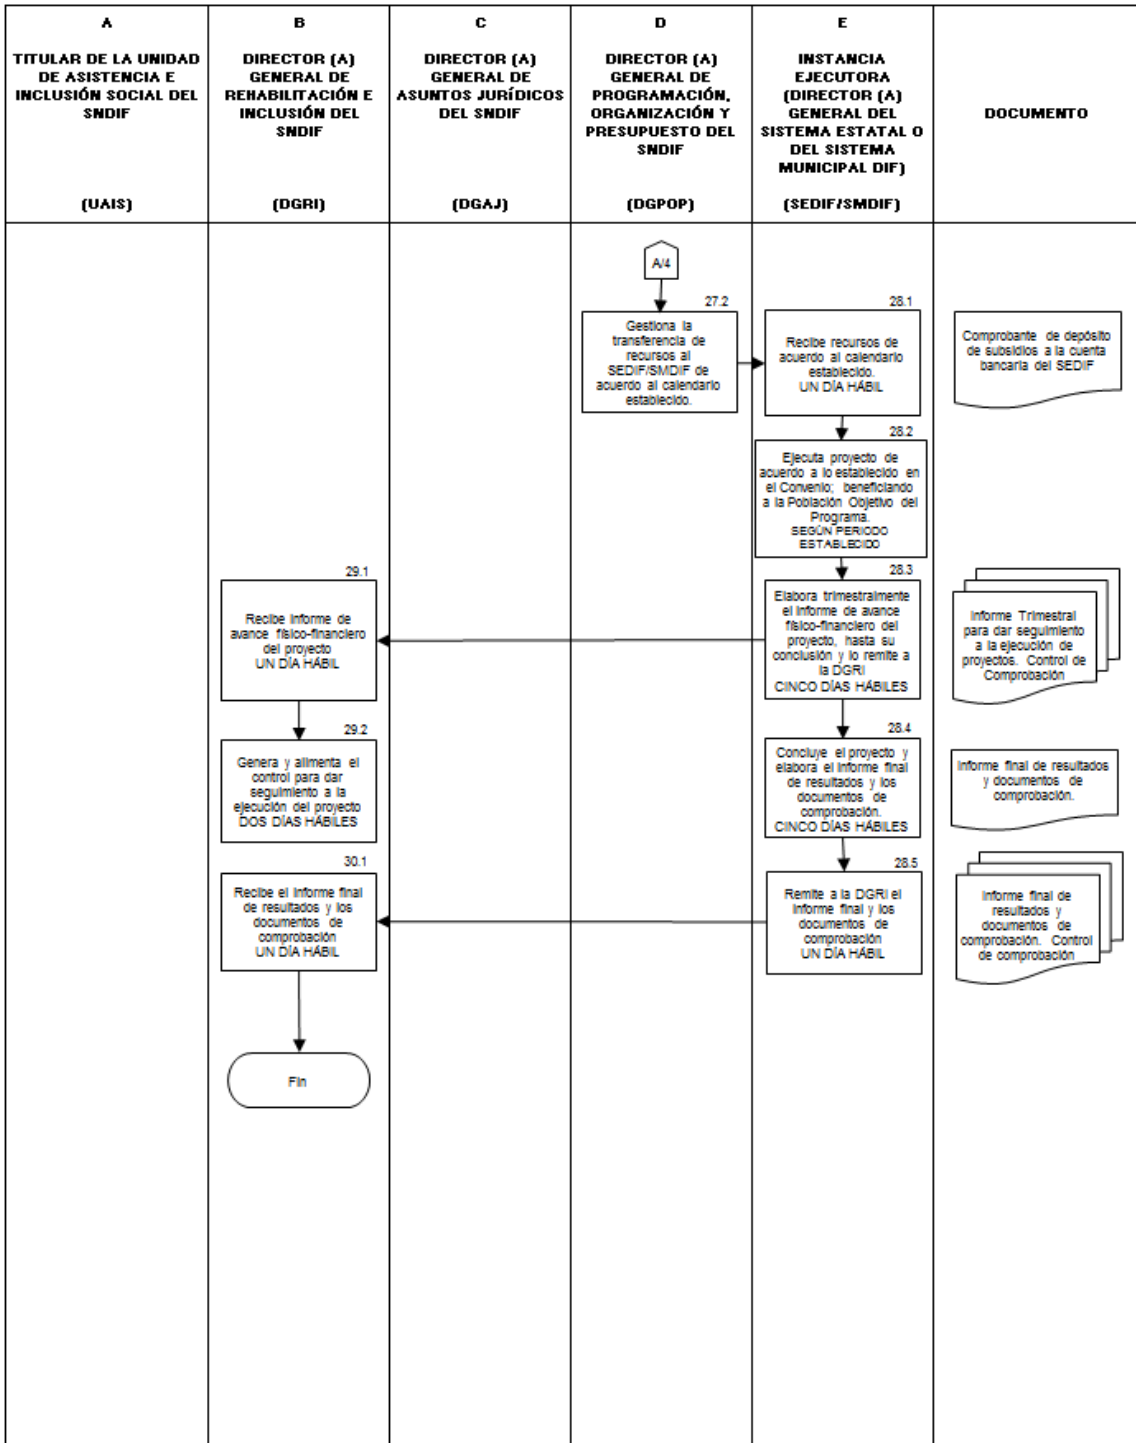 A
TITULAR DE LA UNIDAD
DE ASISTENCIA E
INCLUSIÓN SOCIAL DEL
SNDIF
(UAIS)
B
DIRECTOR (A)
GENERAL DE
REHABILITACIÓN E
INCLUSIÓN DEL
SNDIF
(DGRI)
C
DIRECTOR (A)
GENERAL DE
ASUNTOS JURÍDICOS
DEL SNDIF
(DGAJ)
D
DIRECTOR (A)
GENERAL DE
PROGRAMACIÓN,
ORGANIZACIÓN Y
PRESUPUESTO DEL
SNDIF
(DGPOP)
E
INSTANCIA
EJECUTORA
(DIRECTOR (A)
GENERAL DEL
SISTEMA ESTATAL O
DEL SISTEMA
MUNICIPAL DIF)
(SEDIF/SMDIF)
DOCUMENTO
A/4
27.2
Gestiona la
transferencia de
recursos al
SEDIF/SMDIF de
acuerdo al calendario
establecido.
28.1
Recibe recursos de
acuerdo al calendario
establecido.
UN DÍA HÁBIL
Comprobante de depósito
de subsidios a la cuenta
bancaria del SEDIF
28.2
Ejecuta proyecto de
acuerdo a lo establecido en
el Convenio; beneficiando
a la Población Objetivo del
Programa.
SEGÚN PERIODO
ESTABLECIDO
29.1
Recibe informe de
avance físico-financiero
del proyecto
UN DÍA HÁBIL
28.3
Elabora trimestralmente
el informe de avance
físico-financiero del
proyecto, hasta su
conclusión y lo remite a
la DGRI
CINCO DÍAS HÁBILES
Informe Trimestral
para dar seguimiento
a la ejecución de
proyectos. Control de
Comprobación
29.2
Genera y alimenta el
control para dar
seguimiento a la
ejecución del proyecto
DOS DÍAS HÁBILES
28.4
Concluye el proyecto y
elabora el informe final
de resultados y los
documentos de
comprobación.
CINCO DÍAS HÁBILES
Informe final de resultados
y documentos de
comprobación.
30.1
Recibe el informe final
de resultados y los
documentos de
comprobación
UN DÍA HÁBIL
28.5
Remite a la DGRI el
informe final y los
documentos de
comprobación
UN DÍA HÁBIL
Informe final de
resultados y
documentos de
comprobación. Control
de comprobación
Fin